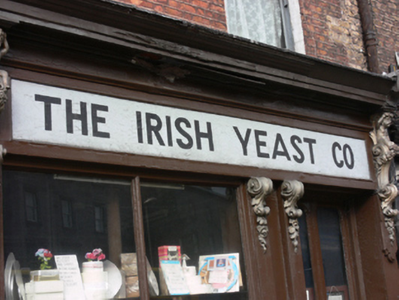 THE IRISH YEAST CO